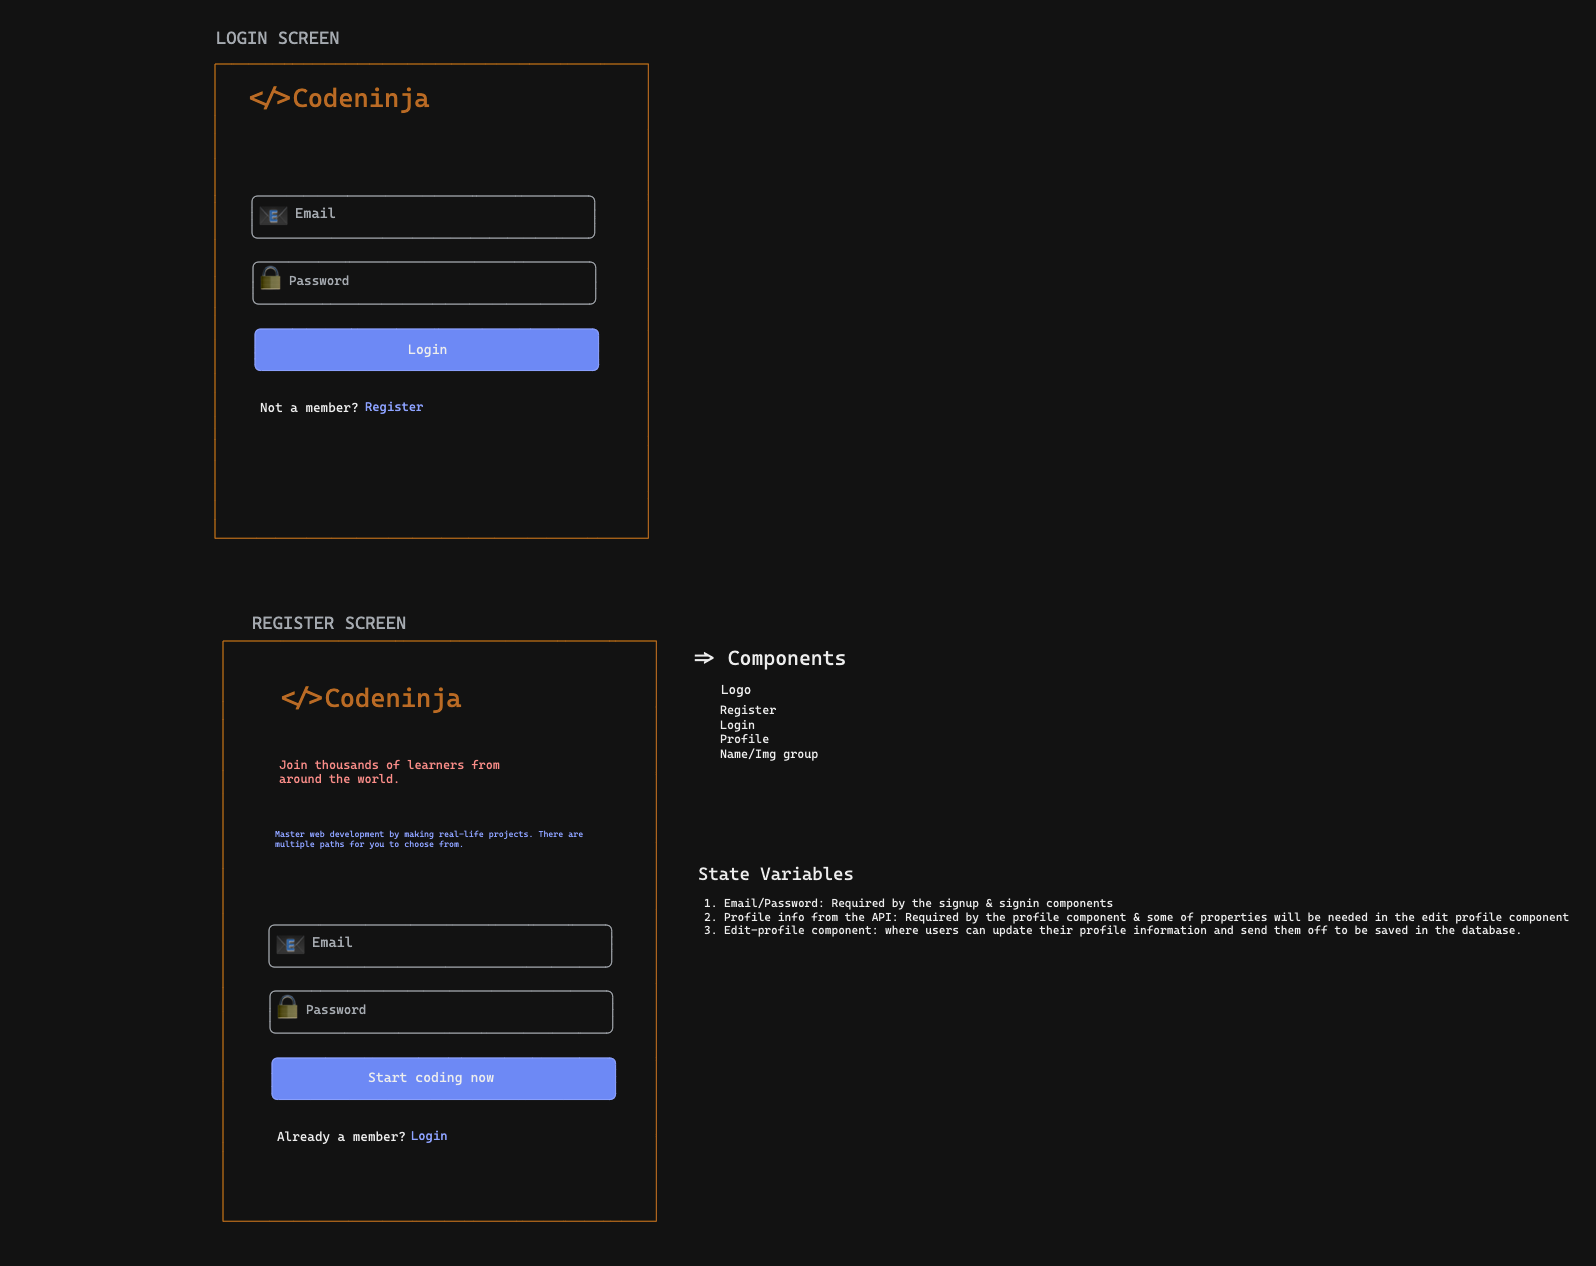 LOGIN SCREEN
</>Codeninja
Email
Password
Login
Not a member? Register
REGISTER SCREEN
</>Codeninja
Join thousands of learners from
around the world.
Master web development by making real-life projects. There are
multiple paths for you to choose from.
Email
Password
Start coding now
Already a member? Login
=> Components
Logo
Register
Login
Profile
Name/Img group
State Variables
1. Email/Password: Required by the signup & signin components
2. Profile info from the API: Required by the profile component & some of properties will be needed in the edit profile component
3. Edit-profile component: where users can update their profile information and send them off to be saved in the database.